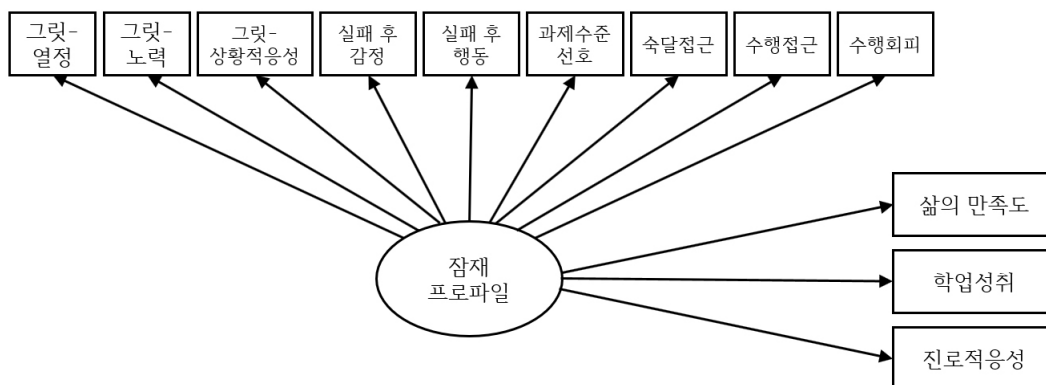 그릿-
열정
그릿-
노력
그릿-
상황적응성
실패 후
감정
실패 후
행동
과제수준
선호
숙달접근
수행접근
수행회피
삶의 만족도
잠재
프로파일
학업성취
진로적응성